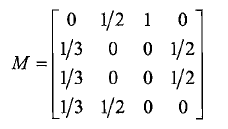 0 1/2 1 0
1/3 0 0 1/2
M = 1/3 0 0 1/2
1/3 1/2 0 0